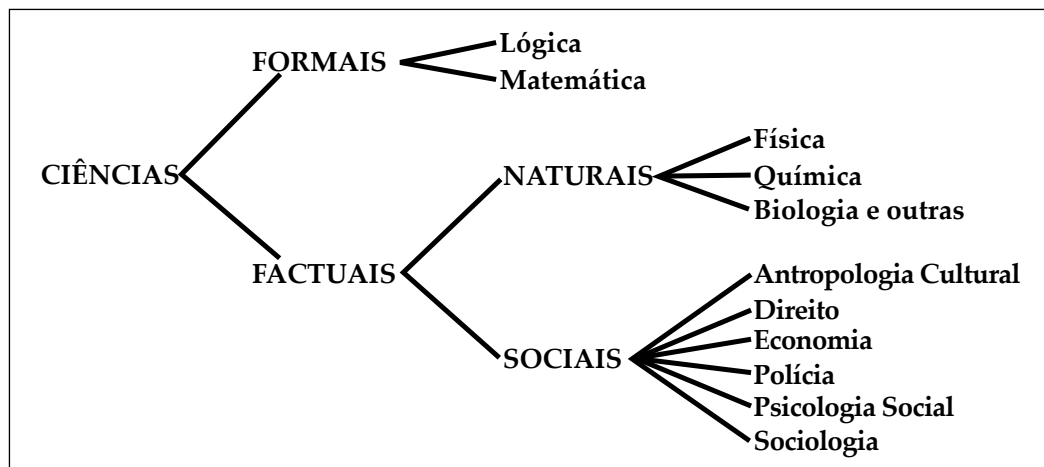 Lógica
FORMAIS
Matemática
Física
CIÊNCIAS
NATURAIS
Química
Biologia e outras
FACTUAIS
Antropologia Cultural
Direito
Economia
SOCIAIS
Polícia
Psicologia Social
Sociologia